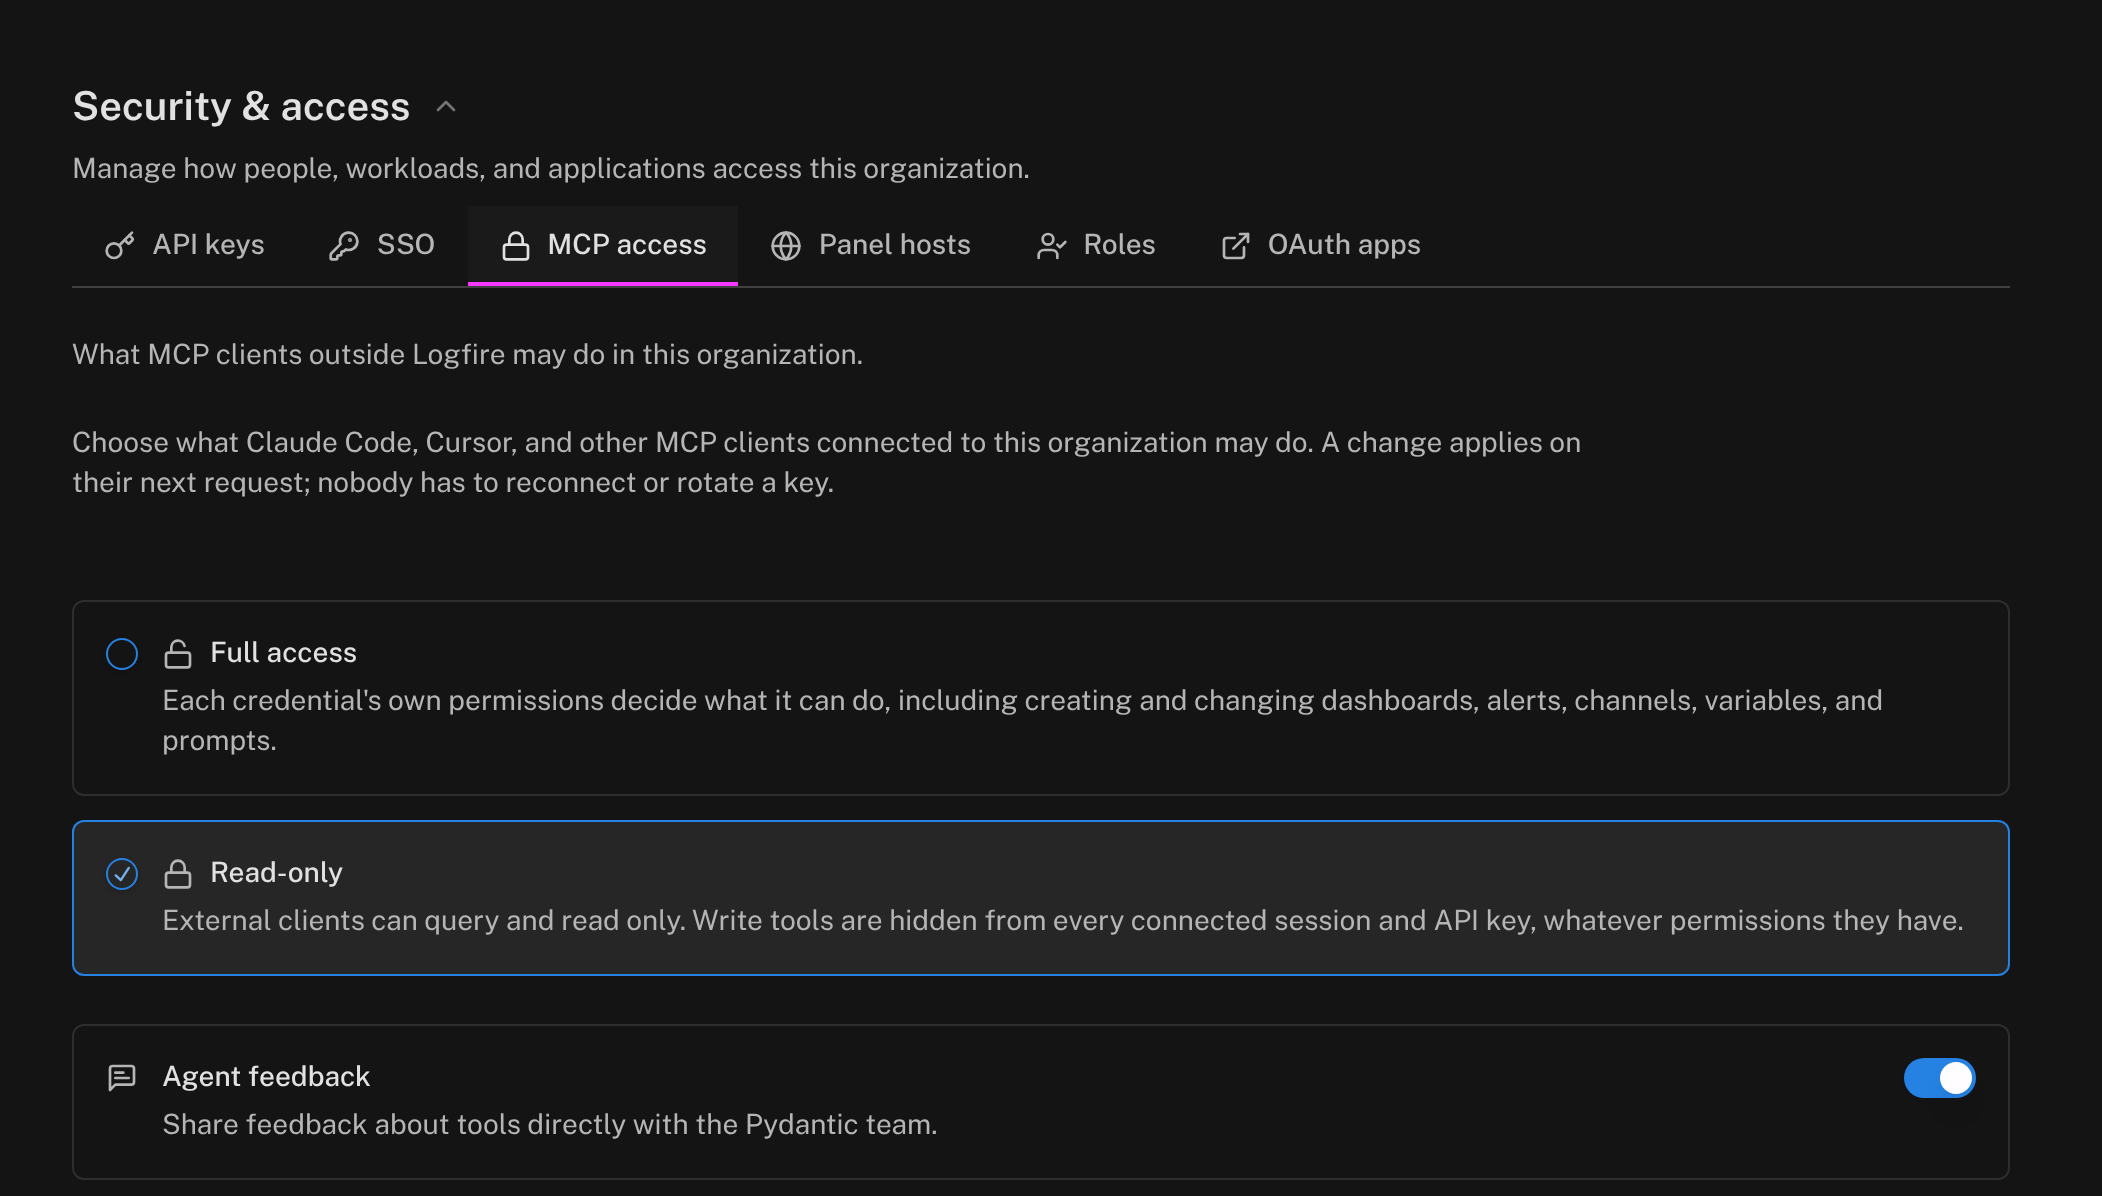 Security & access
Manage how people, workloads, and applications access this organization.
API keys
SSO
MCP access
Panel hosts
Roles
OAuth apps
What MCP clients outside Logfire may do in this organization.
Choose what Claude Code, Cursor, and other MCP clients connected to this organization may do. A change applies on
their next request; nobody has to reconnect or rotate a key.
Full access
Each credential's own permissions decide what it can do, including creating and changing dashboards, alerts, channels, variables, and
prompts.
Read-only
External clients can query and read only. Write tools are hidden from every connected session and API key, whatever permissions they have.
Agent feedback
Share feedback about tools directly with the Pydantic team.